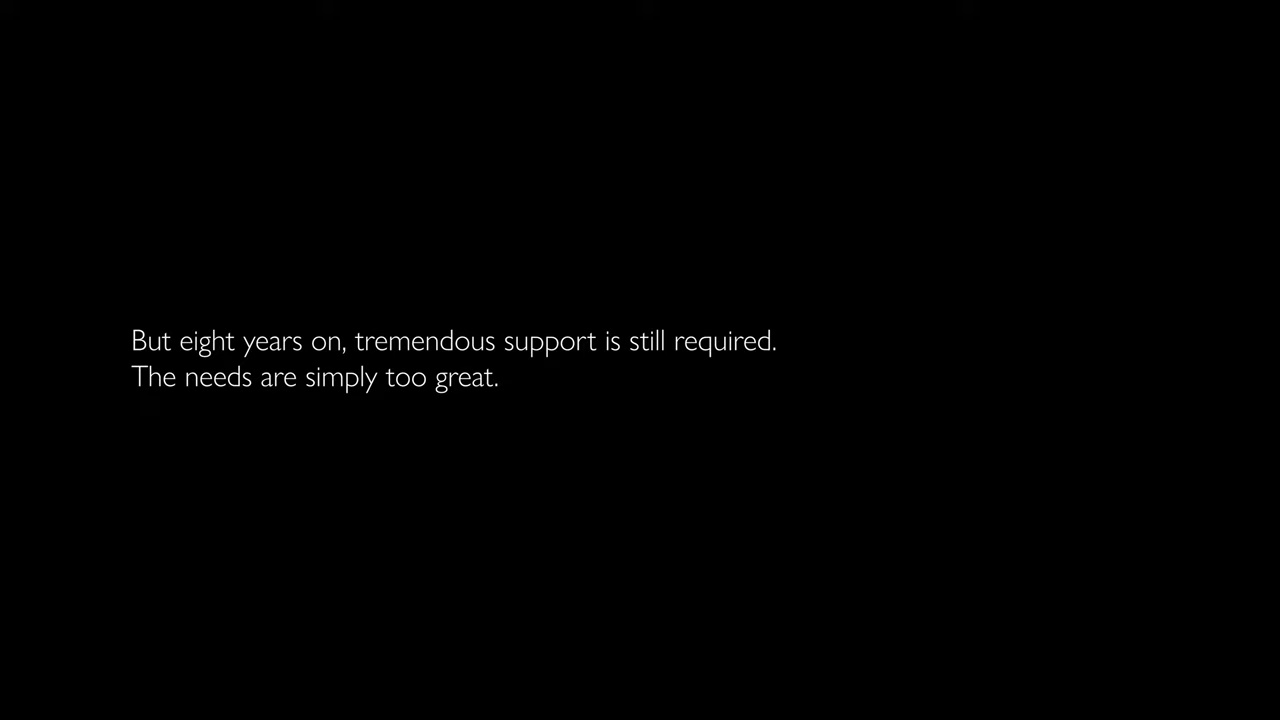 But eight years on, tremendous support is still required.
The needs are simply too great.